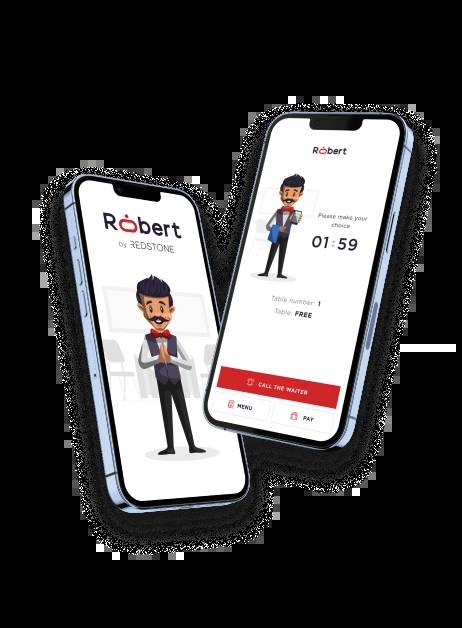 Robert
by REDSTONE
Robert
Please make your
choice
01:59
Table number: 1
Table: FREE
CALL THE WAITER
MENU
PAY